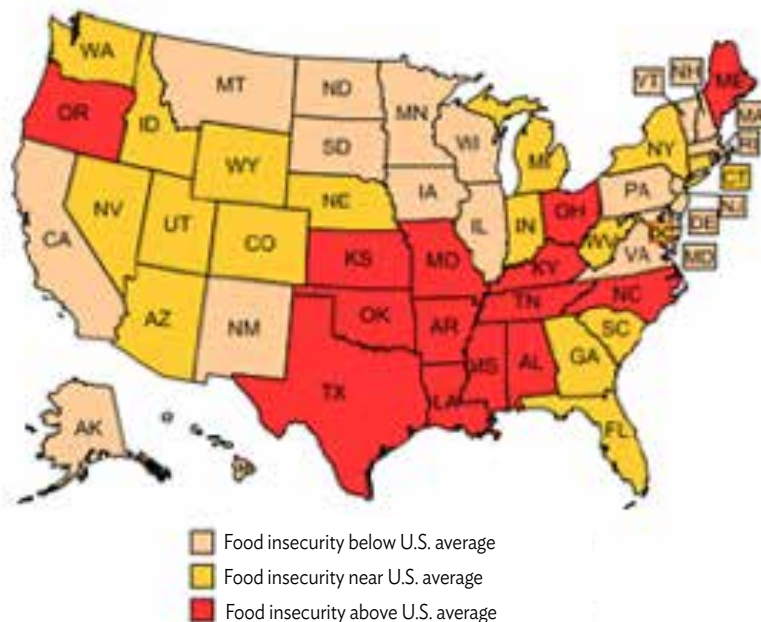 WA
MT
ND
MN
VT
NH
ME
OR
ID
SD
WI
MI
NY
MA
RI
WY
IA
PA
CT
NV
NE
IL
IN
OH
NJ
CA
UT
CO
KS
MO
KY
WV
VA
DC
DE
MD
AZ
NM
OK
AR
TN
NC
TX
LA
MS
AL
GA
SC
FL
AK
HI
Food insecurity below U.S. average
Food insecurity near U.S. average
Food insecurity above U.S. average